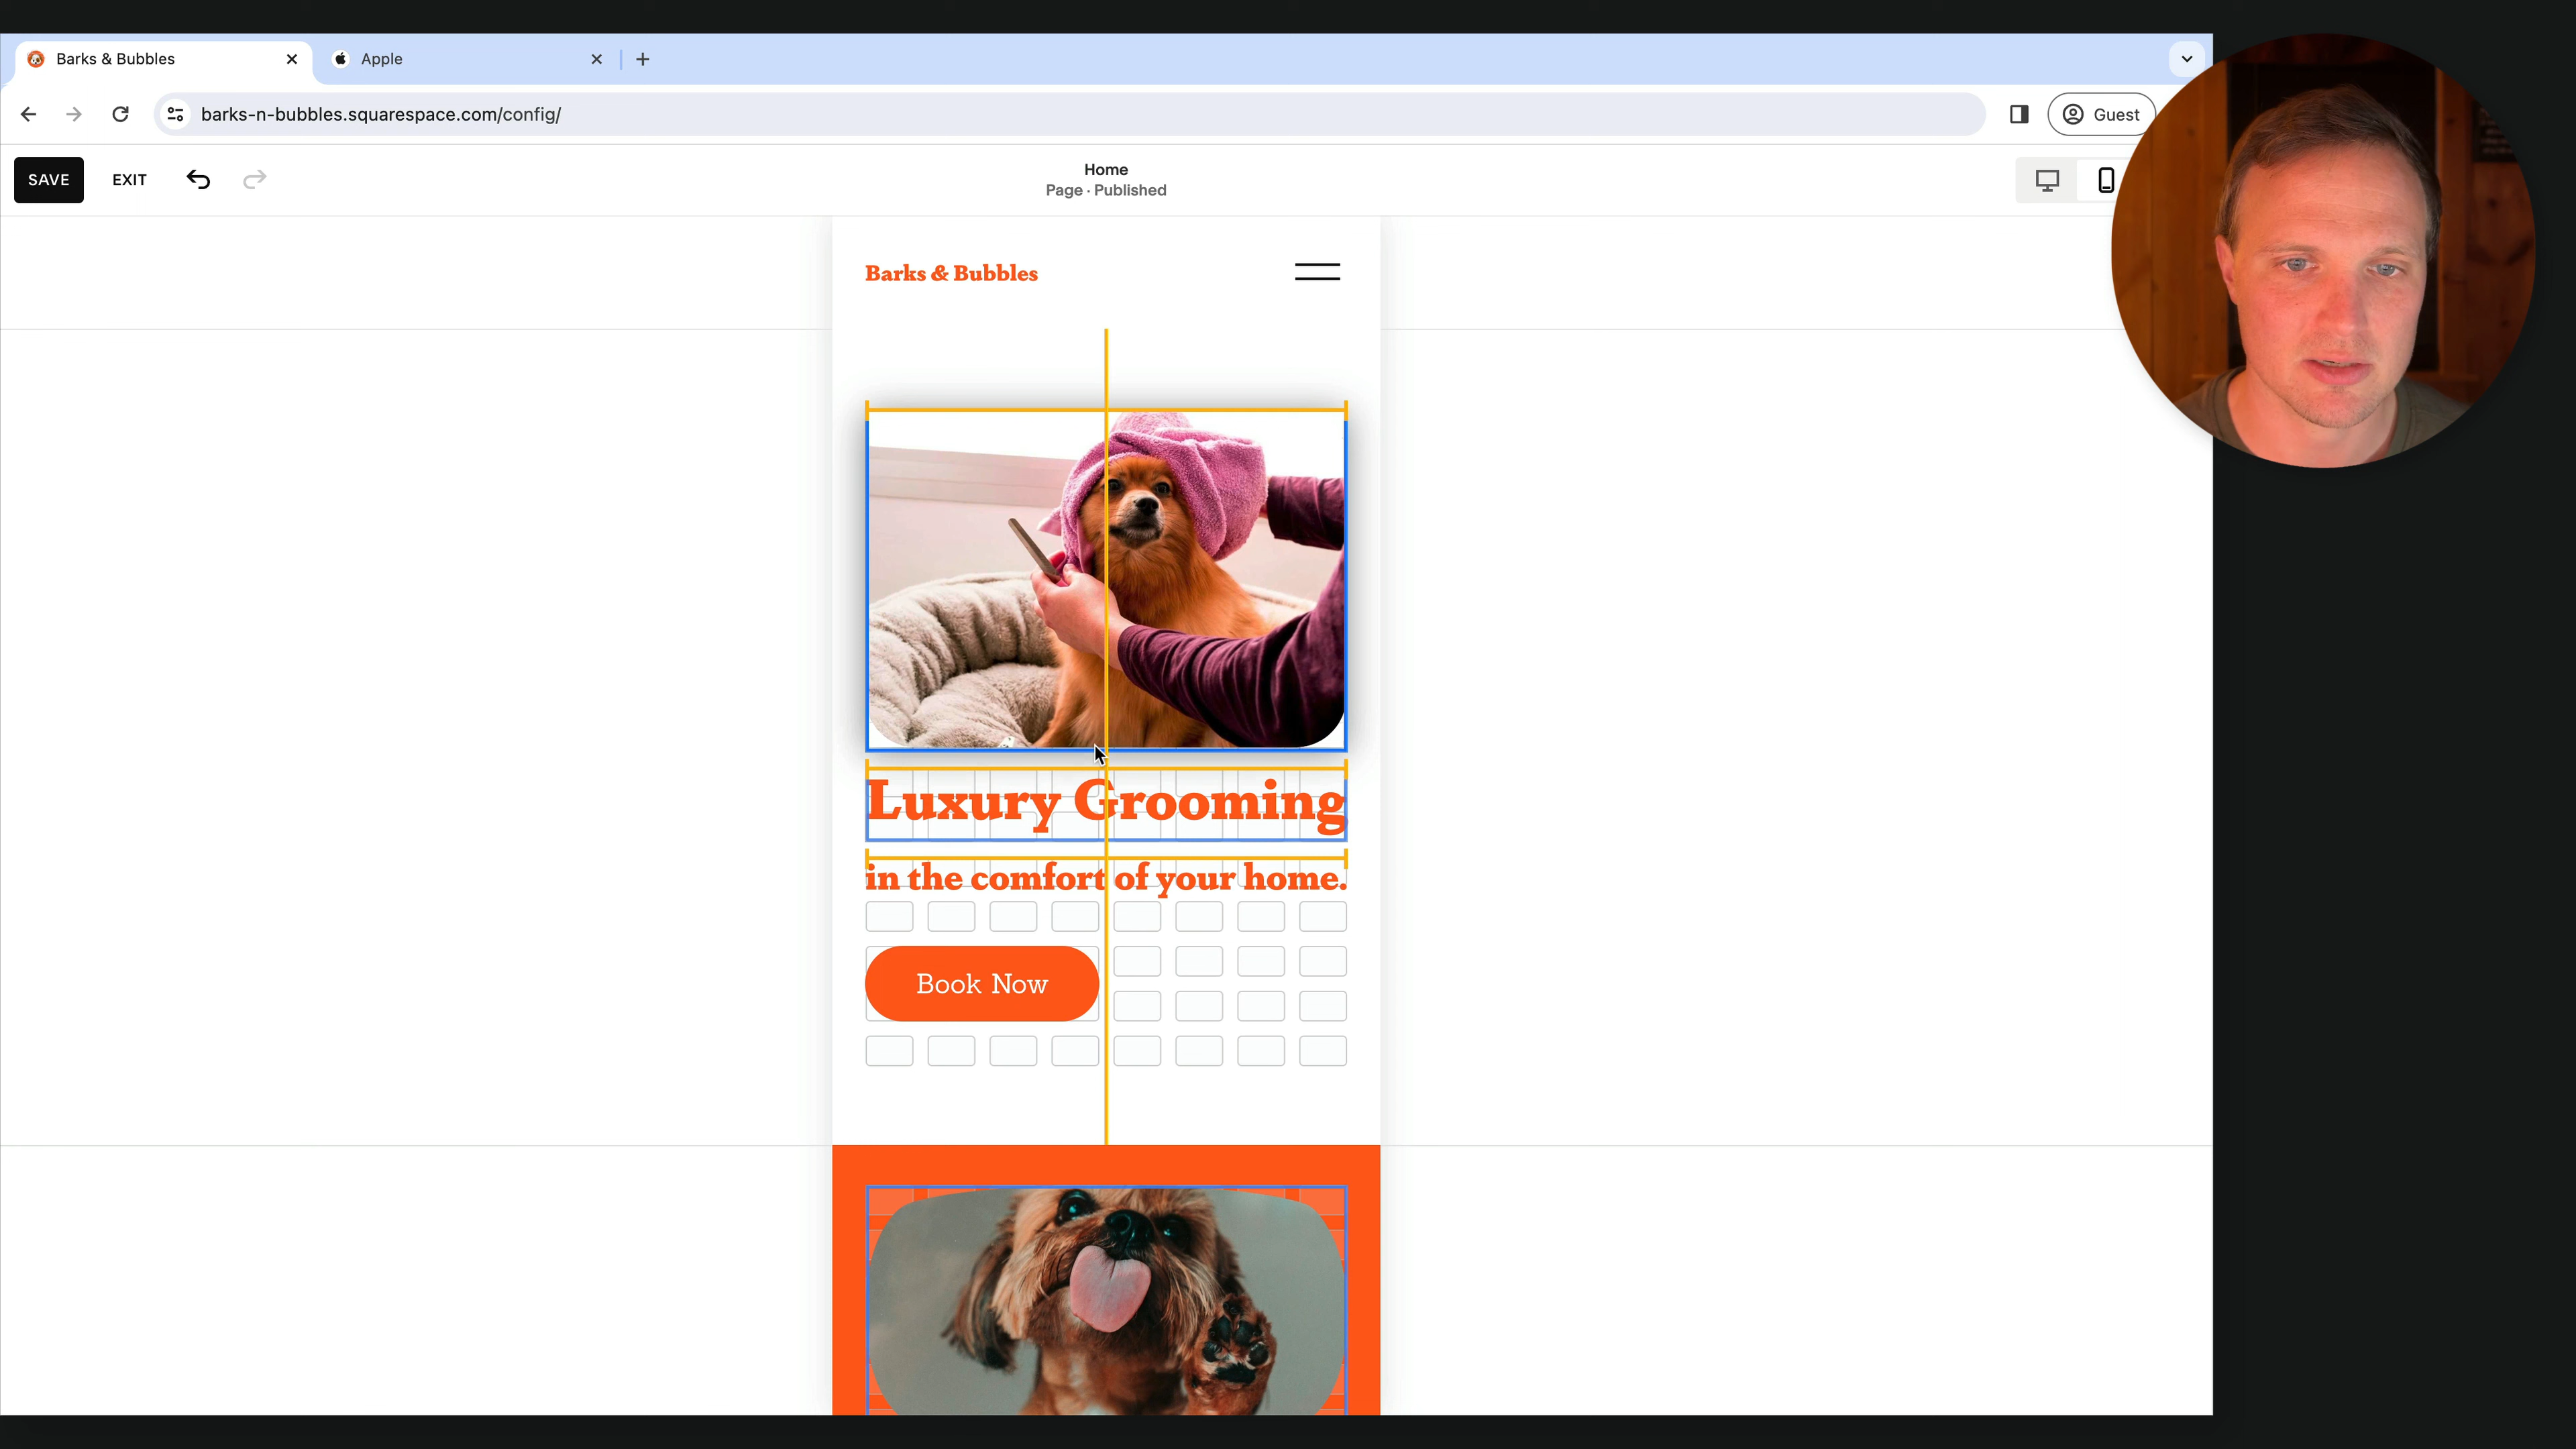 Barks & Bubbles
Apple
barks-n-bubbles.squarespace.com/config/
Guest
SAVE
EXIT
Home
Page · Published
Barks & Bubbles
Luxury Grooming
in the comfort of your home.
Book Now